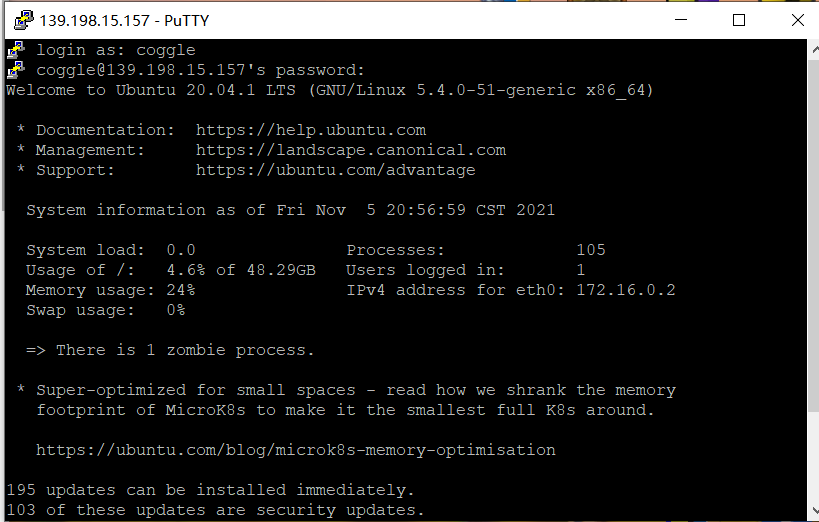 139.198.15.157 - PuTTY
login as: coggle
coggle@139.198.15.157's password:
Welcome to Ubuntu 20.04.1 LTS (GNU/Linux 5.4.0-51-generic x86_64)
* Documentation:  https://help.ubuntu.com
* Management:     https://landscape.canonical.com
* Support:        https://ubuntu.com/advantage
System information as of Fri Nov  5 20:56:59 CST 2021
System load:  0.0               Processes:             105
Usage of /:   4.6% of 48.29GB   Users logged in:       1
Memory usage: 24%               IPv4 address for eth0: 172.16.0.2
Swap usage:   0%
=> There is 1 zombie process.
* Super-optimized for small spaces - read how we shrank the memory
footprint of MicroK8s to make it the smallest full K8s around.
https://ubuntu.com/blog/microk8s-memory-optimisation
195 updates can be installed immediately.
103 of these updates are security updates.